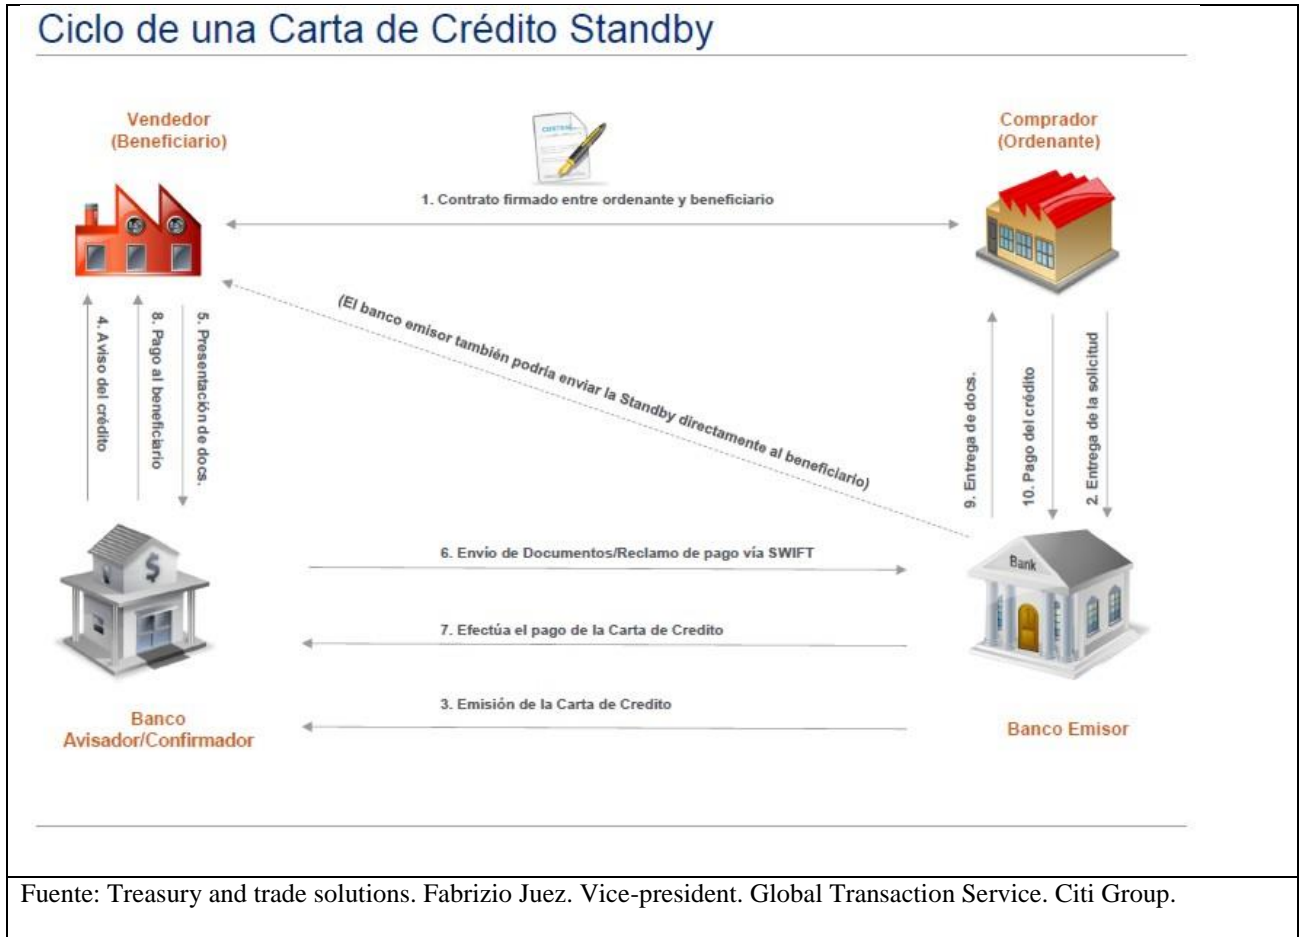 Ciclo de una Carta de Crédito Standby
Vendedor
(Beneficiario)
Comprador
(Ordenante)
1. Contrato firmado entre ordenante y beneficiario
(El banco emisor también podría enviar la Standby directamente al beneficiario)
4. Aviso del crédito
8. Pago al beneficiario
5. Presentación de docs.
9. Entrega de docs.
10. Pago del crédito
2. Entrega de la solicitud
6. Envio de Documentos/Reclamo de pago vía SWIFT
Bank
$
7. Efectúa el pago de la Carta de Credito
3. Emisión de la Carta de Credito
Banco
Avisador/Confirmador
Banco Emisor
Fuente: Treasury and trade solutions. Fabrizio Juez. Vice-president. Global Transaction Service. Citi Group.